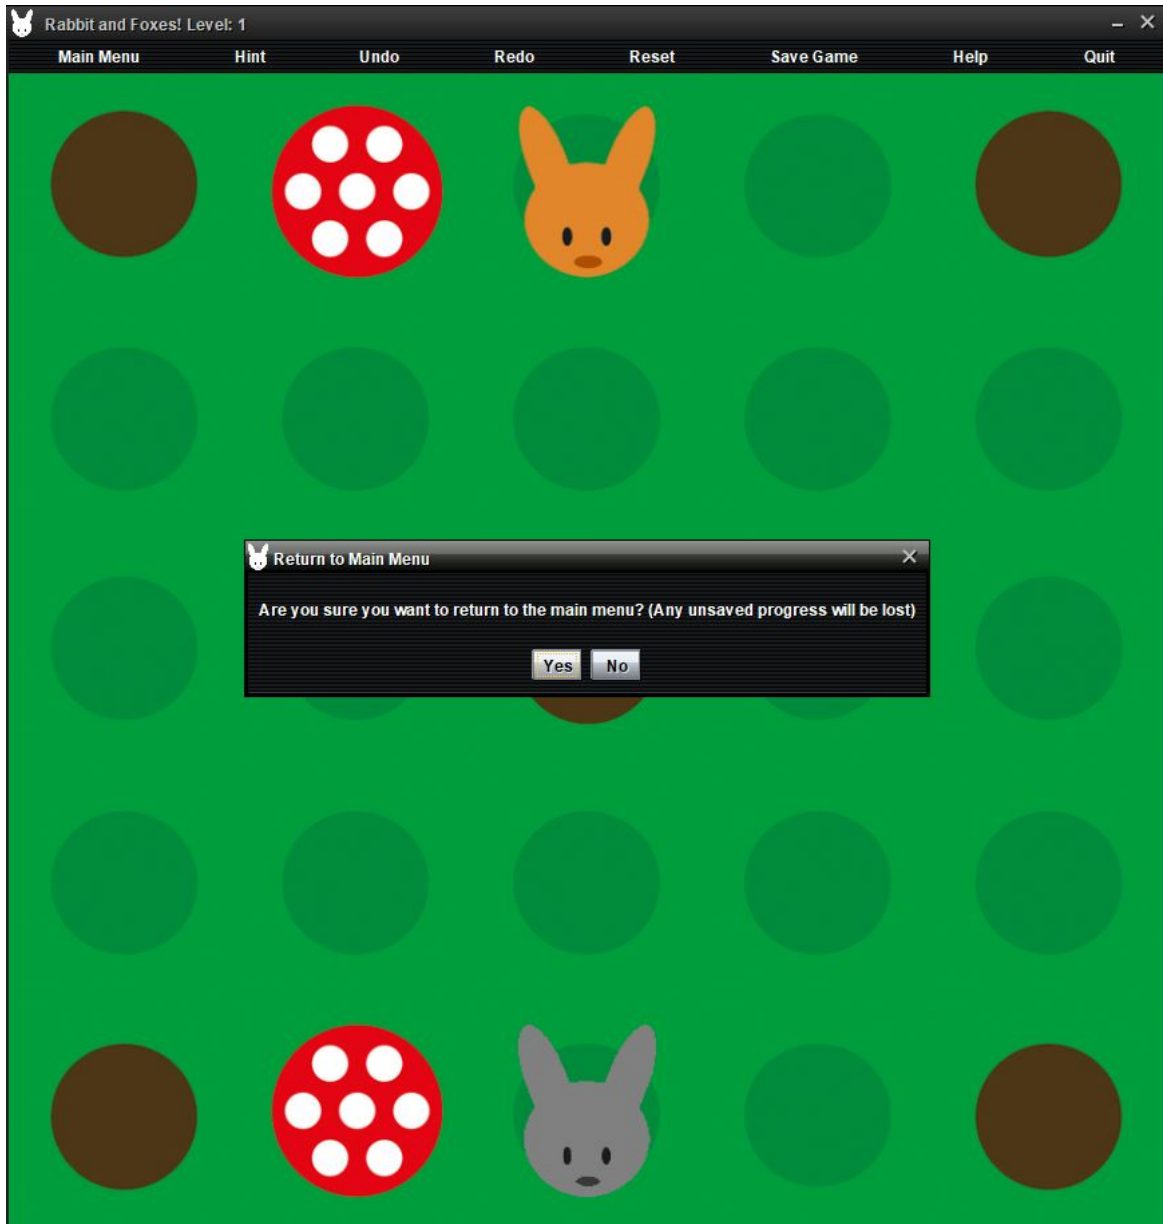 Rabbit and Foxes! Level: 1
Main Menu Hint Undo Redo Reset Save Game Help Quit
Return to Main Menu
Are you sure you want to return to the main menu? (Any unsaved progress will be lost)
Yes No